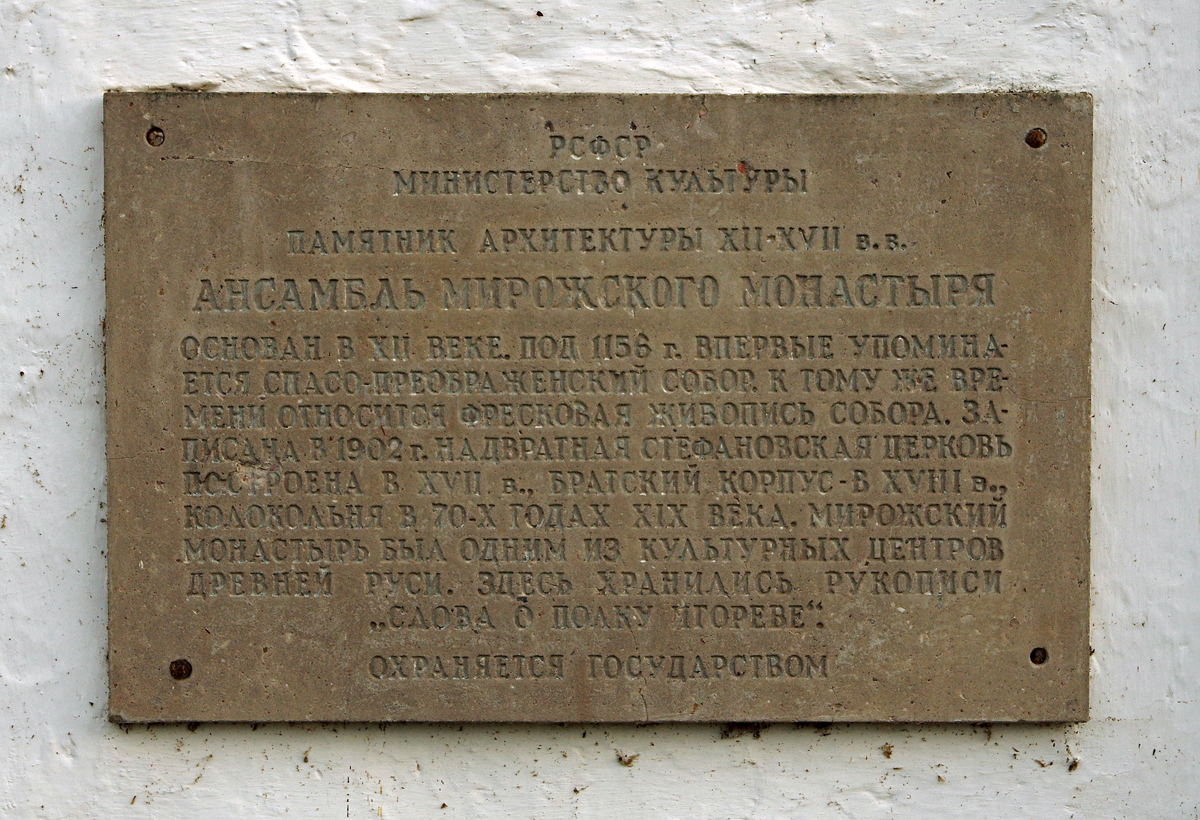 РСФСР
МИНИСТЕРСТВО КУЛЬТУРЫ
ПАМЯТНИК АРХИТЕКТУРЫ XII-XVII в.в.
АНСАМБЛЬ МИРОЖСКОГО МОНАСТЫРЯ
ОСНОВАН В XII ВЕКЕ. ПОД 1156 г. ВПЕРВЫЕ УПОМИНА-
ЕТСЯ СПАСО-ПРЕОБРАЖЕНСКИЙ СОБОР. К ТОМУ ЖЕ ВРЕ-
МЕНИ ОТНОСИТСЯ ФРЕСКОВАЯ ЖИВОПИСЬ СОБОРА. ЗА-
ПИСАНА В 1902 г. НАДВРАТНАЯ СТЕФАНОВСКАЯ ЦЕРКОВЬ
ПОСТРОЕНА В XVII в., БРАТСКИЙ КОРПУС - В XVIII в.,
КОЛОКОЛЬНЯ В 70-Х ГОДАХ XIX ВЕКА. МИРОЖСКИЙ
МОНАСТЫРЬ БЫЛ ОДНИМ ИЗ КУЛЬТУРНЫХ ЦЕНТРОВ
ДРЕВНЕЙ РУСИ. ЗДЕСЬ ХРАНИЛИСЬ РУКОПИСИ
„СЛОВА О ПОЛКУ ИГОРЕВЕ“.
ОХРАНЯЕТСЯ ГОСУДАРСТВОМ